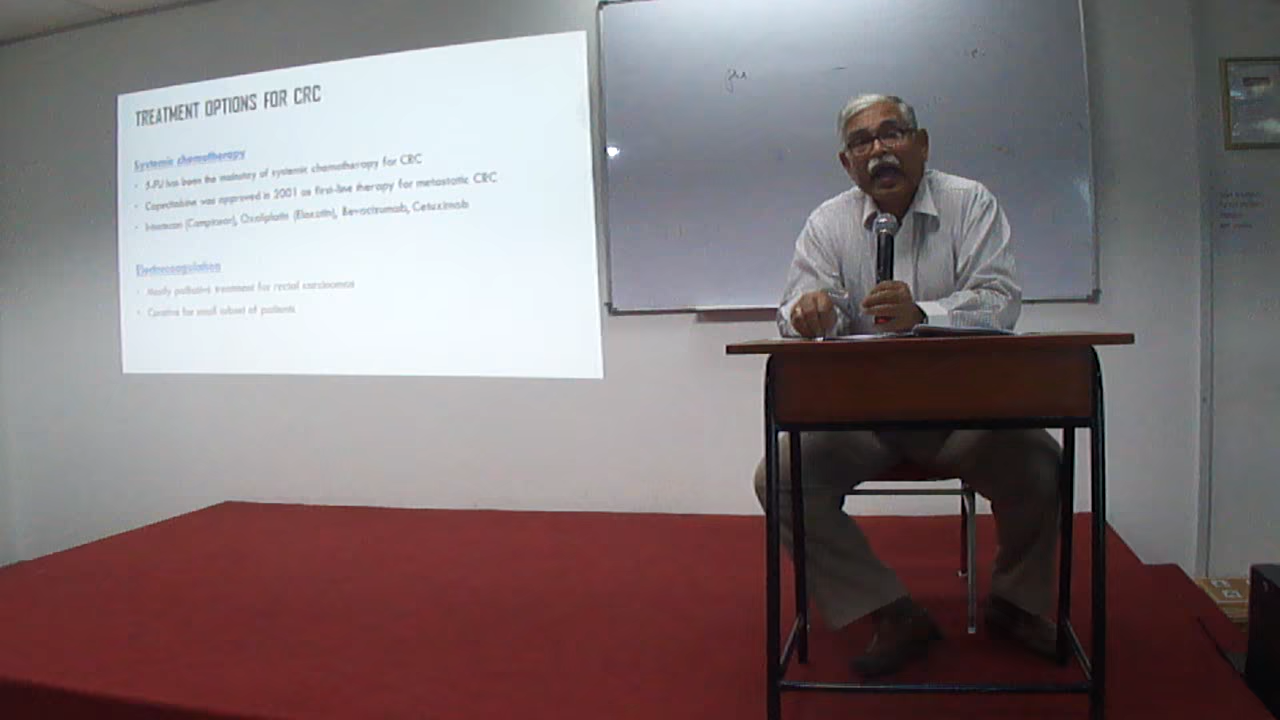 TREATMENT OPTIONS FOR CRC
Systemic chemotherapy
• 5-FU has been the mainstay of systemic chemotherapy for CRC
• Capecitabine was approved in 2001 as first-line therapy for metastatic CRC
• Irinotecan (Camptosar), Oxaliplatin (Eloxatin), Bevacizumab, Cetuximab
Electrocoagulation
• Mostly palliative treatment for rectal carcinomas
• Curative for small subset of patients